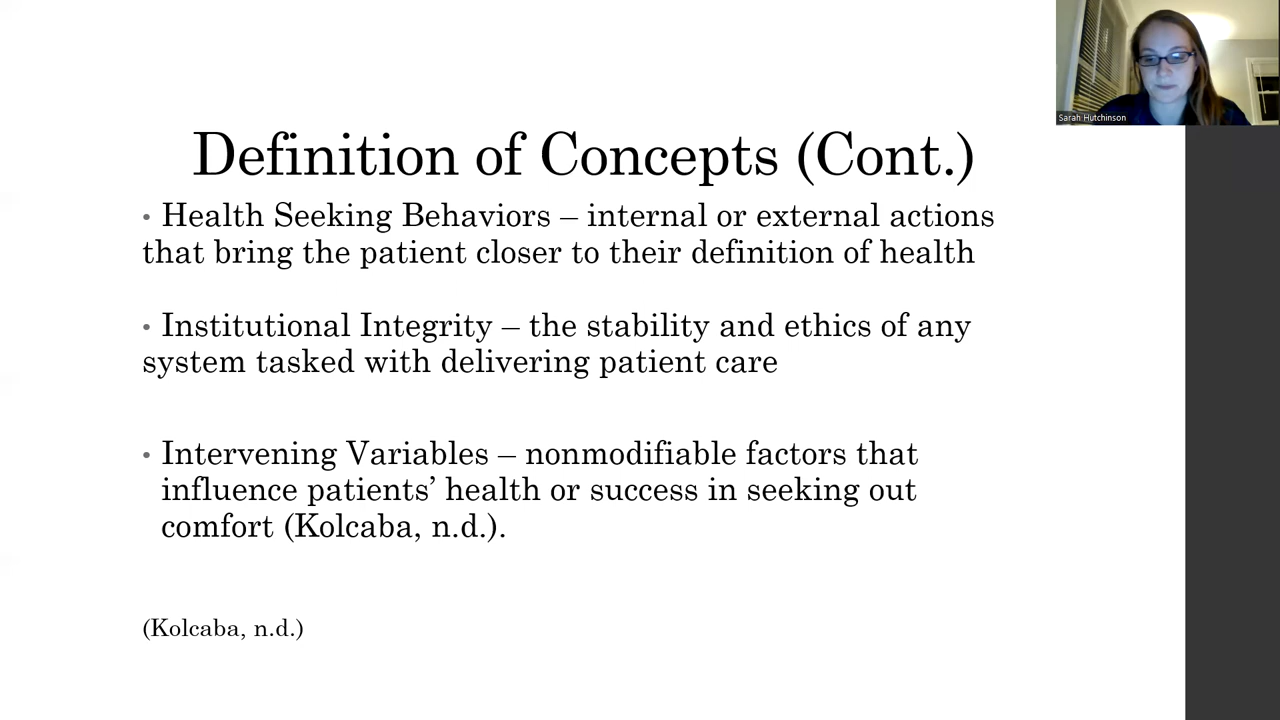 Sarah Hutchinson
Definition of Concepts (Cont.)
• Health Seeking Behaviors – internal or external actions
that bring the patient closer to their definition of health
• Institutional Integrity – the stability and ethics of any
system tasked with delivering patient care
• Intervening Variables – nonmodifiable factors that
influence patients’ health or success in seeking out
comfort (Kolcaba, n.d.).
(Kolcaba, n.d.)